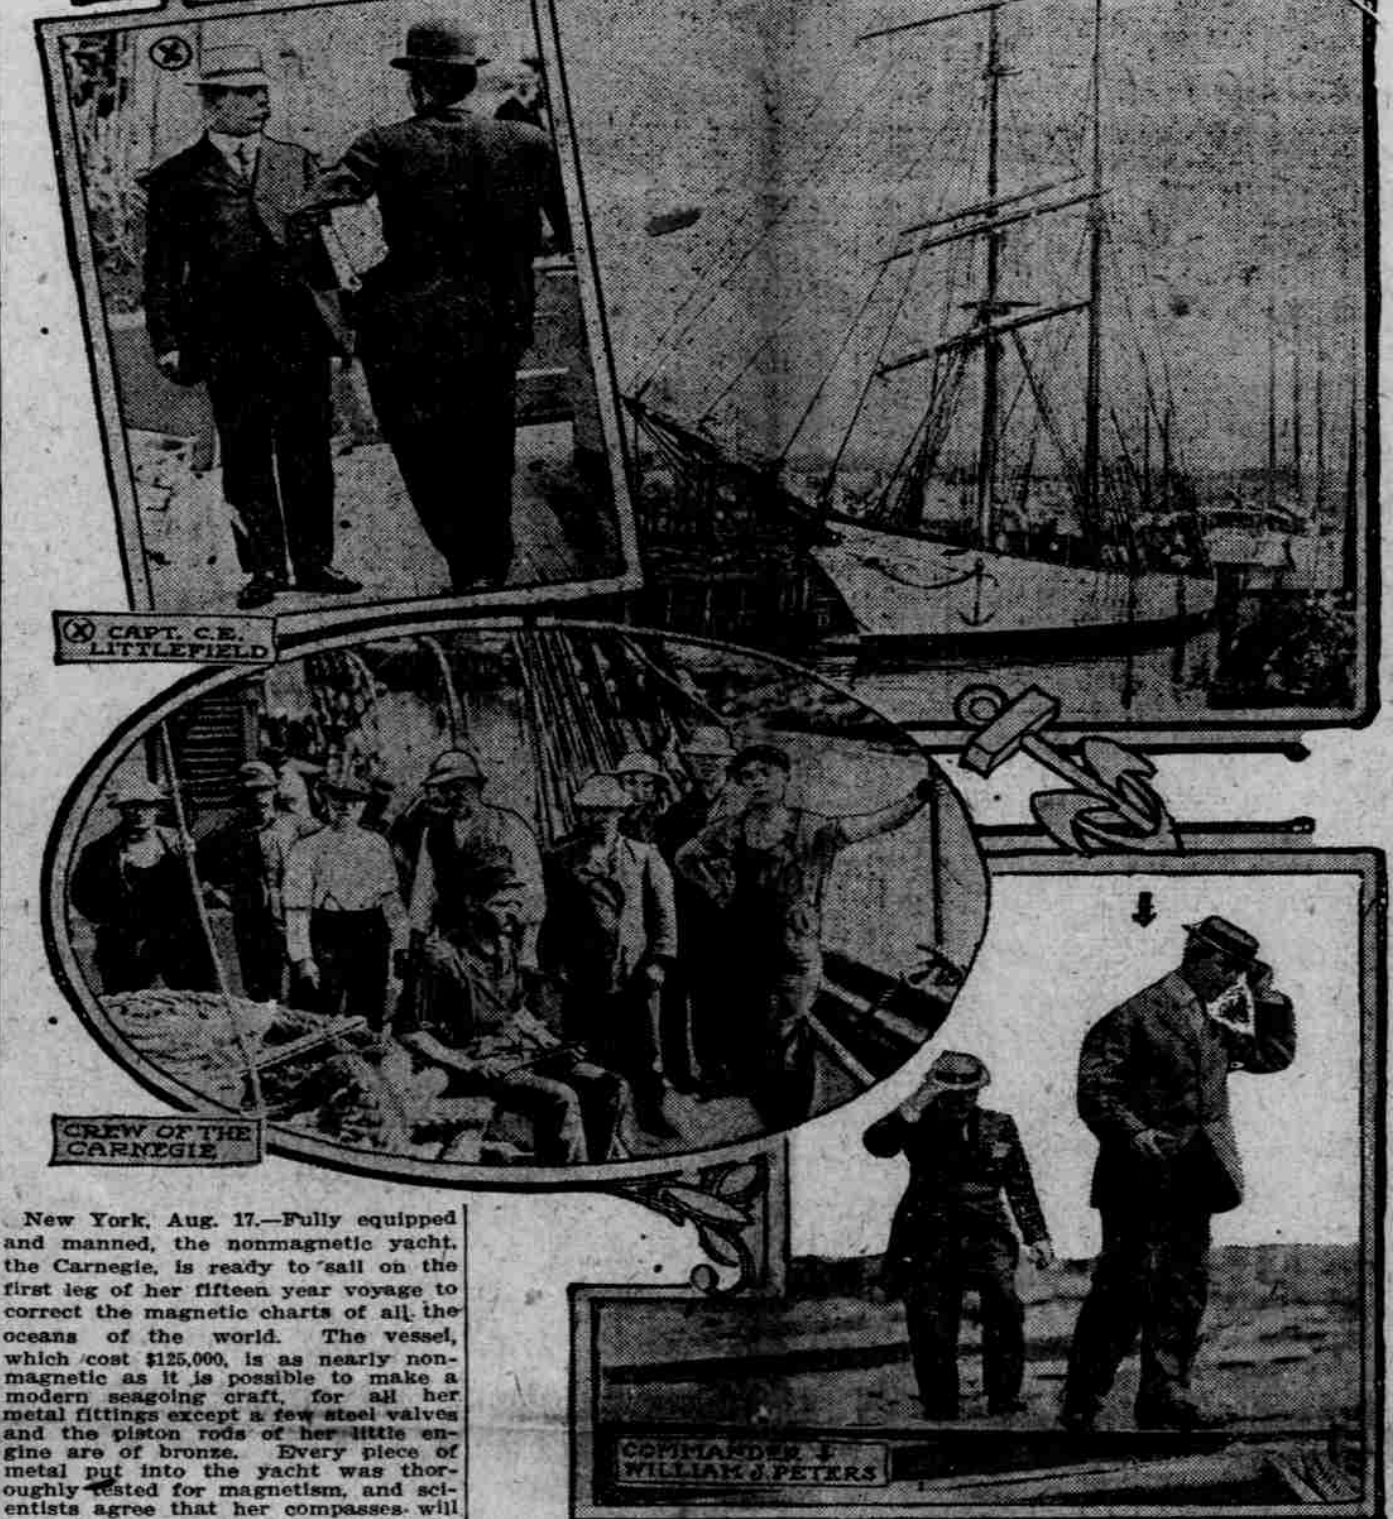 Ⓧ CAPT. C.E.
LITTLEFIELD
CREW OF THE
CARNEGIE
COMMANDER ↓
WILLIAM J. PETERS
New York, Aug. 17.—Fully equipped
and manned, the nonmagnetic yacht,
the Carnegie, is ready to sail on the
first leg of her fifteen year voyage to
correct the magnetic charts of all the
oceans of the world. The vessel,
which cost $125,000, is as nearly non-
magnetic as it is possible to make a
modern seagoing craft, for all her
metal fittings except a few steel valves
and the piston rods of her little en-
gine are of bronze. Every piece of
metal put into the yacht was thor-
oughly tested for magnetism, and sci-
entists agree that her compasses will